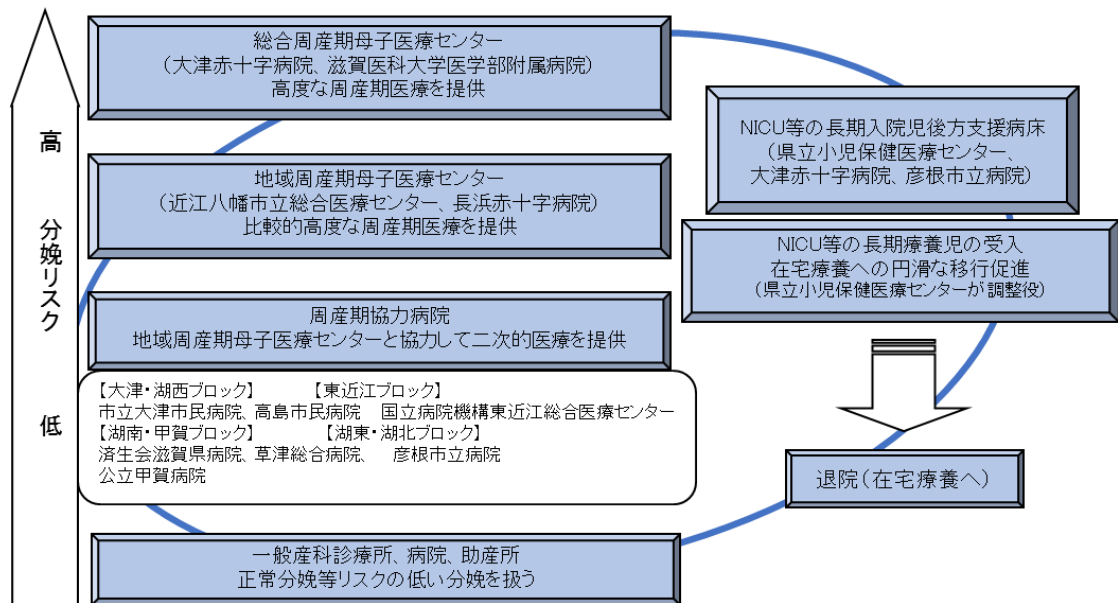 総合周産期母子医療センター
(大津赤十字病院、滋賀医科大学医学部附属病院)
高度な周産期医療を提供
地域周産期母子医療センター
(近江八幡市立総合医療センター、長浜赤十字病院)
比較的高度な周産期医療を提供
周産期協力病院
地域周産期母子医療センターと協力して二次的医療を提供
【大津・湖西ブロック】 【東近江ブロック】
市立大津市民病院、高島市民病院 国立病院機構東近江総合医療センター
【湖南・甲賀ブロック】 【湖東・湖北ブロック】
済生会滋賀県病院、草津総合病院、 彦根市立病院
公立甲賀病院
一般産科診療所、病院、助産所
正常分娩等リスクの低い分娩を扱う
高
分娩リスク
低
NICU等の長期入院児後方支援病床
(県立小児保健医療センター、
大津赤十字病院、彦根市立病院)
NICU等の長期療養児の受入
在宅療養への円滑な移行促進
(県立小児保健医療センターが調整役)
退院(在宅療養へ)